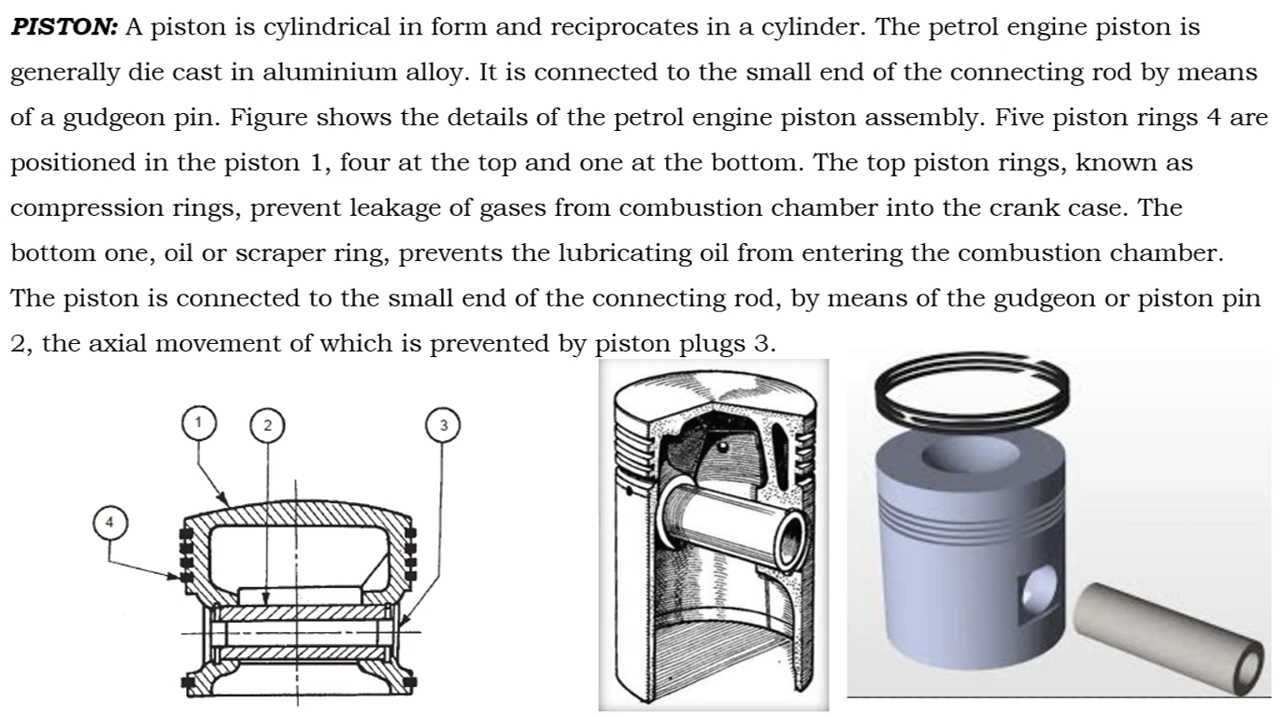 PISTON: A piston is cylindrical in form and reciprocates in a cylinder. The petrol engine piston is
generally die cast in aluminium alloy. It is connected to the small end of the connecting rod by means
of a gudgeon pin. Figure shows the details of the petrol engine piston assembly. Five piston rings 4 are
positioned in the piston 1, four at the top and one at the bottom. The top piston rings, known as
compression rings, prevent leakage of gases from combustion chamber into the crank case. The
bottom one, oil or scraper ring, prevents the lubricating oil from entering the combustion chamber.
The piston is connected to the small end of the connecting rod, by means of the gudgeon or piston pin
2, the axial movement of which is prevented by piston plugs 3.
1
2
3
4